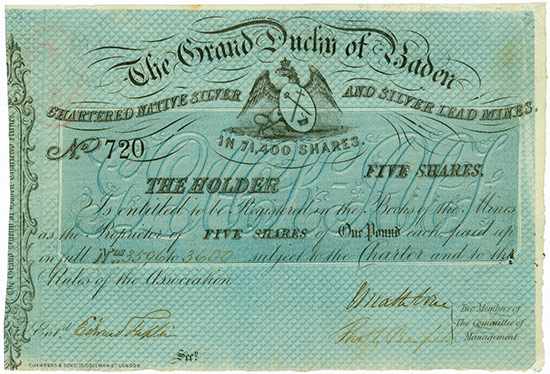 The Grand Duchy of Baden
CHARTERED NATIVE SILVER AND SILVER LEAD MINES,
IN 71,400 SHARES.
No. 720
FIVE SHARES.
THE HOLDER
Is entitled to be Registered in the Books of the Mines
as the Proprietor of FIVE SHARES of One Pound each, paid up
in full Nos 3596 to 3600 subject to the Charter and to the
Rules of the Association
Two Members of
The Committee of
Management.
Entd. Edward
Secy.
CHAMBERS & SONS, 35 COLEMAN ST. LONDON